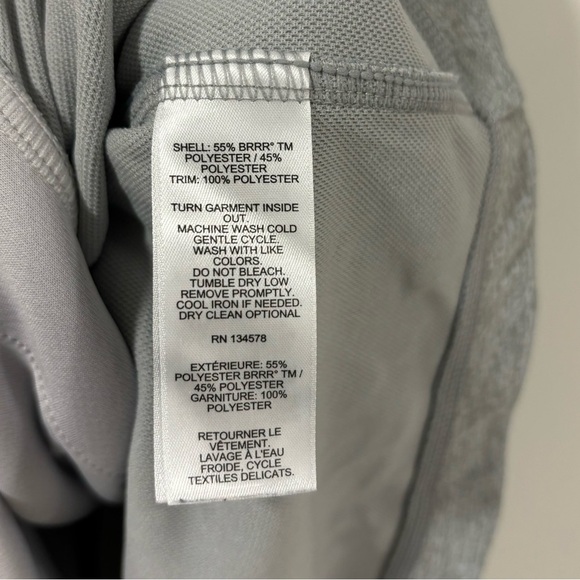 SHELL: 55% BRRR° TM
POLYESTER / 45%
POLYESTER
TRIM: 100% POLYESTER
TURN GARMENT INSIDE
OUT.
MACHINE WASH COLD
GENTLE CYCLE.
WASH WITH LIKE
COLORS.
DO NOT BLEACH.
TUMBLE DRY LOW
REMOVE PROMPTLY.
COOL IRON IF NEEDED.
DRY CLEAN OPTIONAL
RN 134578
EXTÉRIEURE: 55%
POLYESTER BRRR° TM /
45% POLYESTER
GARNITURE: 100%
POLYESTER
RETOURNER LE
VÊTEMENT.
LAVAGE À L'EAU
FROIDE, CYCLE
TEXTILES DELICATS.